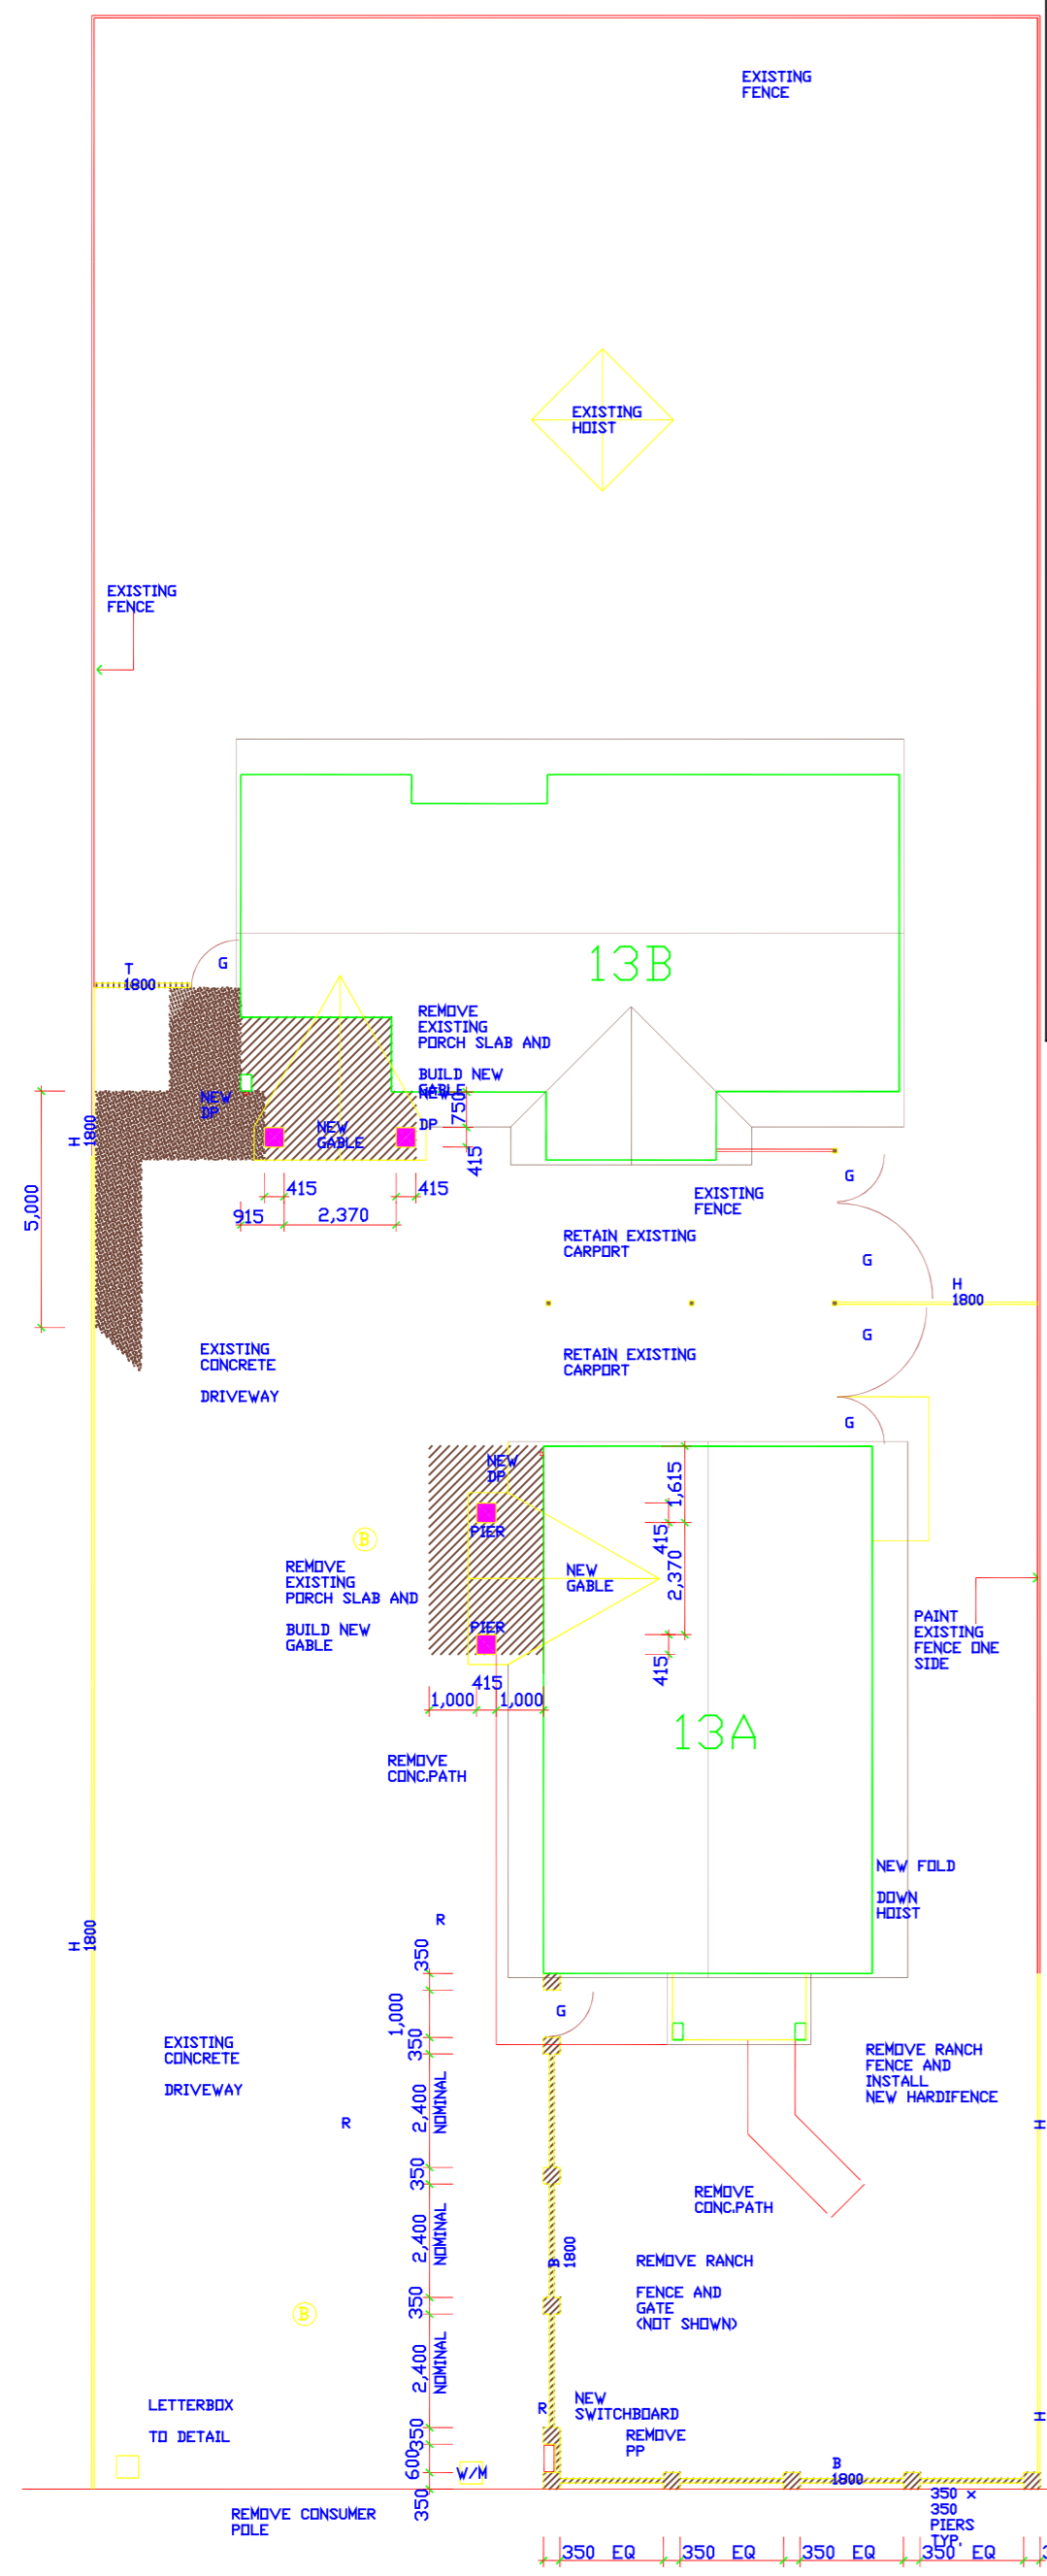 EXISTING
FENCE
EXISTING
HOIST
EXISTING
FENCE
13B
T
1800
G
REMOVE
EXISTING
PORCH SLAB AND
BUILD NEW
GABLE
NEW
DP
NEW
DP
NEW
GABLE
750
415
H
1800
5,000
415
415
915
2,370
EXISTING
FENCE
G
RETAIN EXISTING
CARPORT
G
H
1800
G
RETAIN EXISTING
CARPORT
G
EXISTING
CONCRETE
DRIVEWAY
NEW
DP
PIER
1,615
415
2,370
415
B
REMOVE
EXISTING
PORCH SLAB AND
BUILD NEW
GABLE
NEW
GABLE
PIER
PAINT
EXISTING
FENCE ONE
SIDE
415
1,000
1,000
13A
REMOVE
CONC.PATH
NEW FOLD
DOWN
HOIST
R
H
1800
350
1,000
350
G
EXISTING
CONCRETE
DRIVEWAY
REMOVE RANCH
FENCE AND
INSTALL
NEW HARDIFENCE
2,400
NOMINAL
R
H
350
REMOVE
CONC.PATH
2,400
NOMINAL
B
1800
REMOVE RANCH
FENCE AND
GATE
(NOT SHOWN)
350
B
2,400
NOMINAL
LETTERBOX
TO DETAIL
R
NEW
SWITCHBOARD
H
350
REMOVE
PP
600
W/M
B
1800
350
350 x
350
PIERS
TYP.
REMOVE CONSUMER
POLE
350 EQ 350 EQ 350 EQ 350 EQ